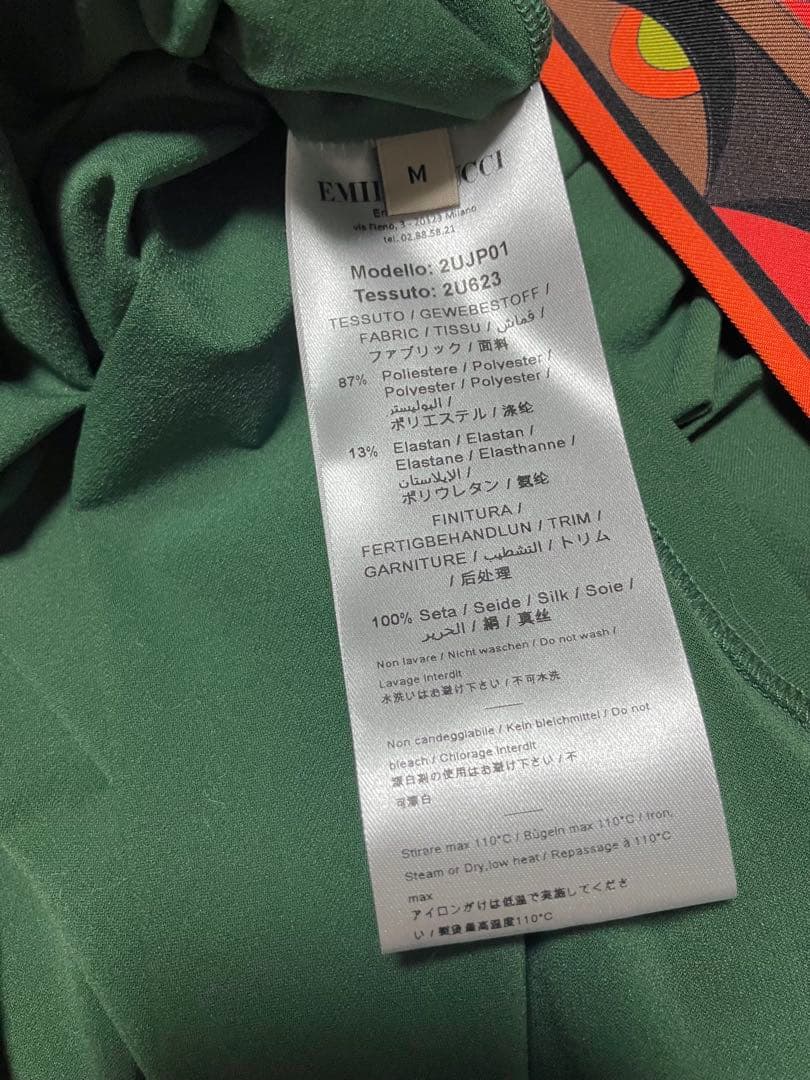 M
EMI UCCI
via Fieno, 3 - 20123 Milano
tel. 02.88.58.21
Modello: 2UJP01
Tessuto: 2U623
TESSUTO / GEWEBESTOFF /
FABRIC / TISSU / قماش /
ファブリック / 面料
87% Poliestere / Polyester /
Polyester / Polyester /
البوليستر /
ポリエステル / 涤纶
13% Elastan / Elastan /
Elastane / Elasthanne /
الإيلاستان /
ポリウレタン / 氨纶
FINITURA /
FERTIGBEHANDLUN / TRIM /
GARNITURE / التشطيب / トリム
/ 后处理
100% Seta / Seide / Silk / Soie /
الحرير / 絹 / 真丝
Non lavare / Nicht waschen / Do not wash /
Lavage Interdit
水洗いはお避け下さい / 不可水洗
Non candeggiabile / Kein bleichmittel / Do not
bleach / Chlorage Interdit
漂白剤の使用はお避け下さい / 不
可漂白
Stirare max 110°C / Bügeln max 110°C / Iron,
Steam or Dry, low heat / Repassage à 110°C
max
アイロンがけは低温で実施してくださ
い / 熨烫最高温度110°C